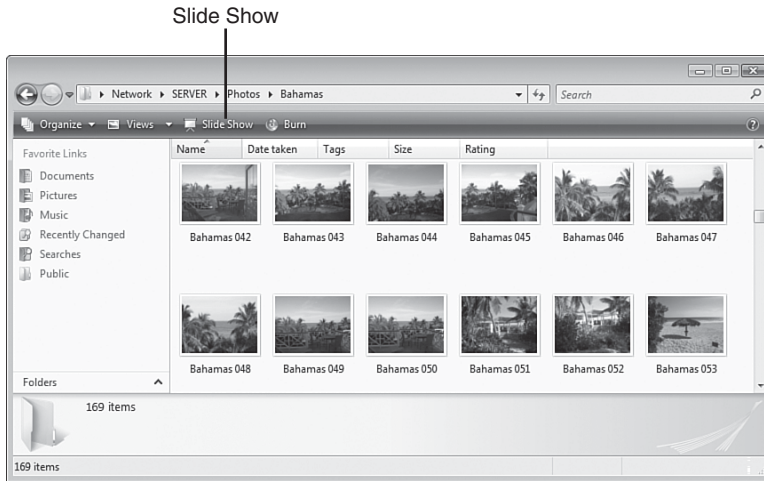 Slide Show
Network ▸ SERVER ▸ Photos ▸ Bahamas
Search
Organize Views Slide Show Burn
Favorite Links
Documents
Pictures
Music
Recently Changed
Searches
Public
Folders
Name Date taken Tags Size Rating
Bahamas 042 Bahamas 043 Bahamas 044 Bahamas 045 Bahamas 046 Bahamas 047
Bahamas 048 Bahamas 049 Bahamas 050 Bahamas 051 Bahamas 052 Bahamas 053
169 items
169 items